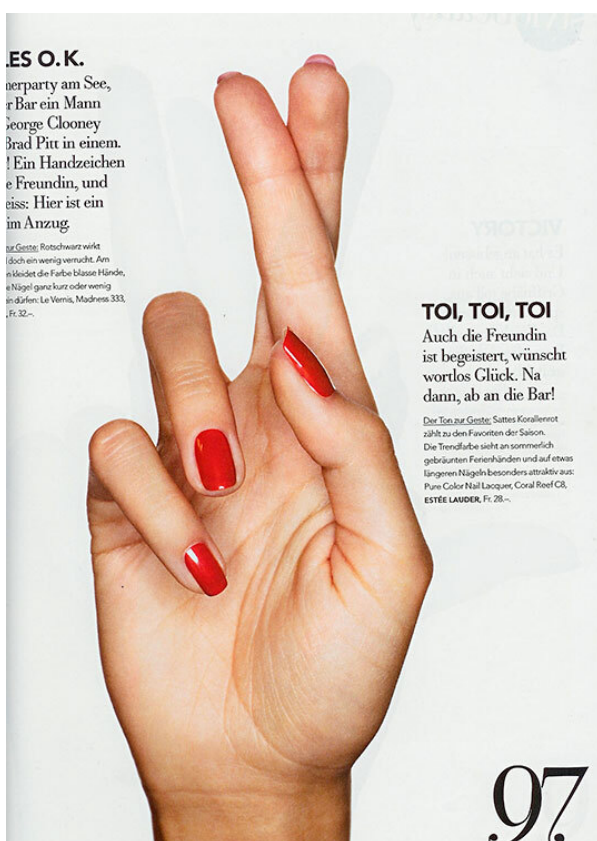 LES O.K.
merparty am See,
r Bar ein Mann
George Clooney
Brad Pitt in einem.
! Ein Handzeichen
e Freundin, und
eiss: Hier ist ein
im Anzug.
zur Geste: Rotschwarz wirkt
doch ein wenig verrucht. Am
n kleidet die Farbe blasse Hände,
e Nägel ganz kurz oder wenig
in dürfen: Le Vernis, Madness 333,
, Fr. 32.–.
TOI, TOI, TOI
Auch die Freundin
ist begeistert, wünscht
wortlos Glück. Na
dann, ab an die Bar!
Der Ton zur Geste: Sattes Korallenrot
zählt zu den Favoriten der Saison.
Die Trendfarbe sieht an sommerlich
gebräunten Ferienhänden und auf etwas
längeren Nägeln besonders attraktiv aus:
Pure Color Nail Lacquer, Coral Reef C8,
ESTÉE LAUDER, Fr. 28.–.
VICTORY
97